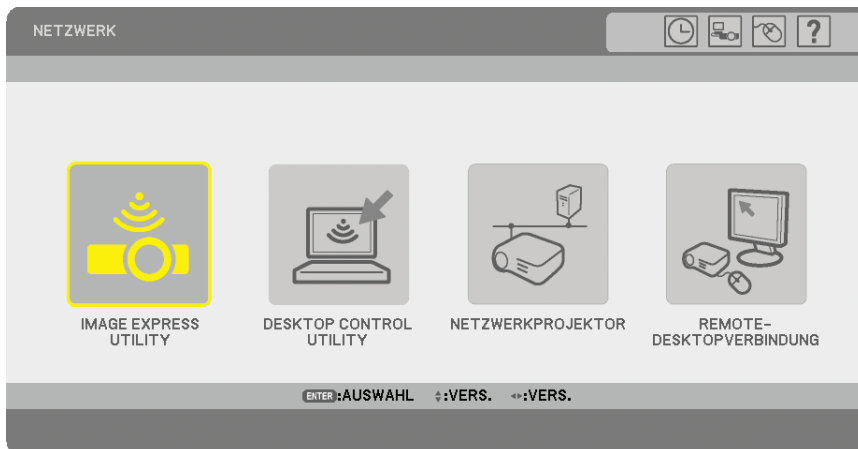 NETZWERK
?
IMAGE EXPRESS
UTILITY
DESKTOP CONTROL
UTILITY
NETZWERKPROJEKTOR
REMOTE-
DESKTOPVERBINDUNG
ENTER:AUSWAHL :VERS. :VERS.